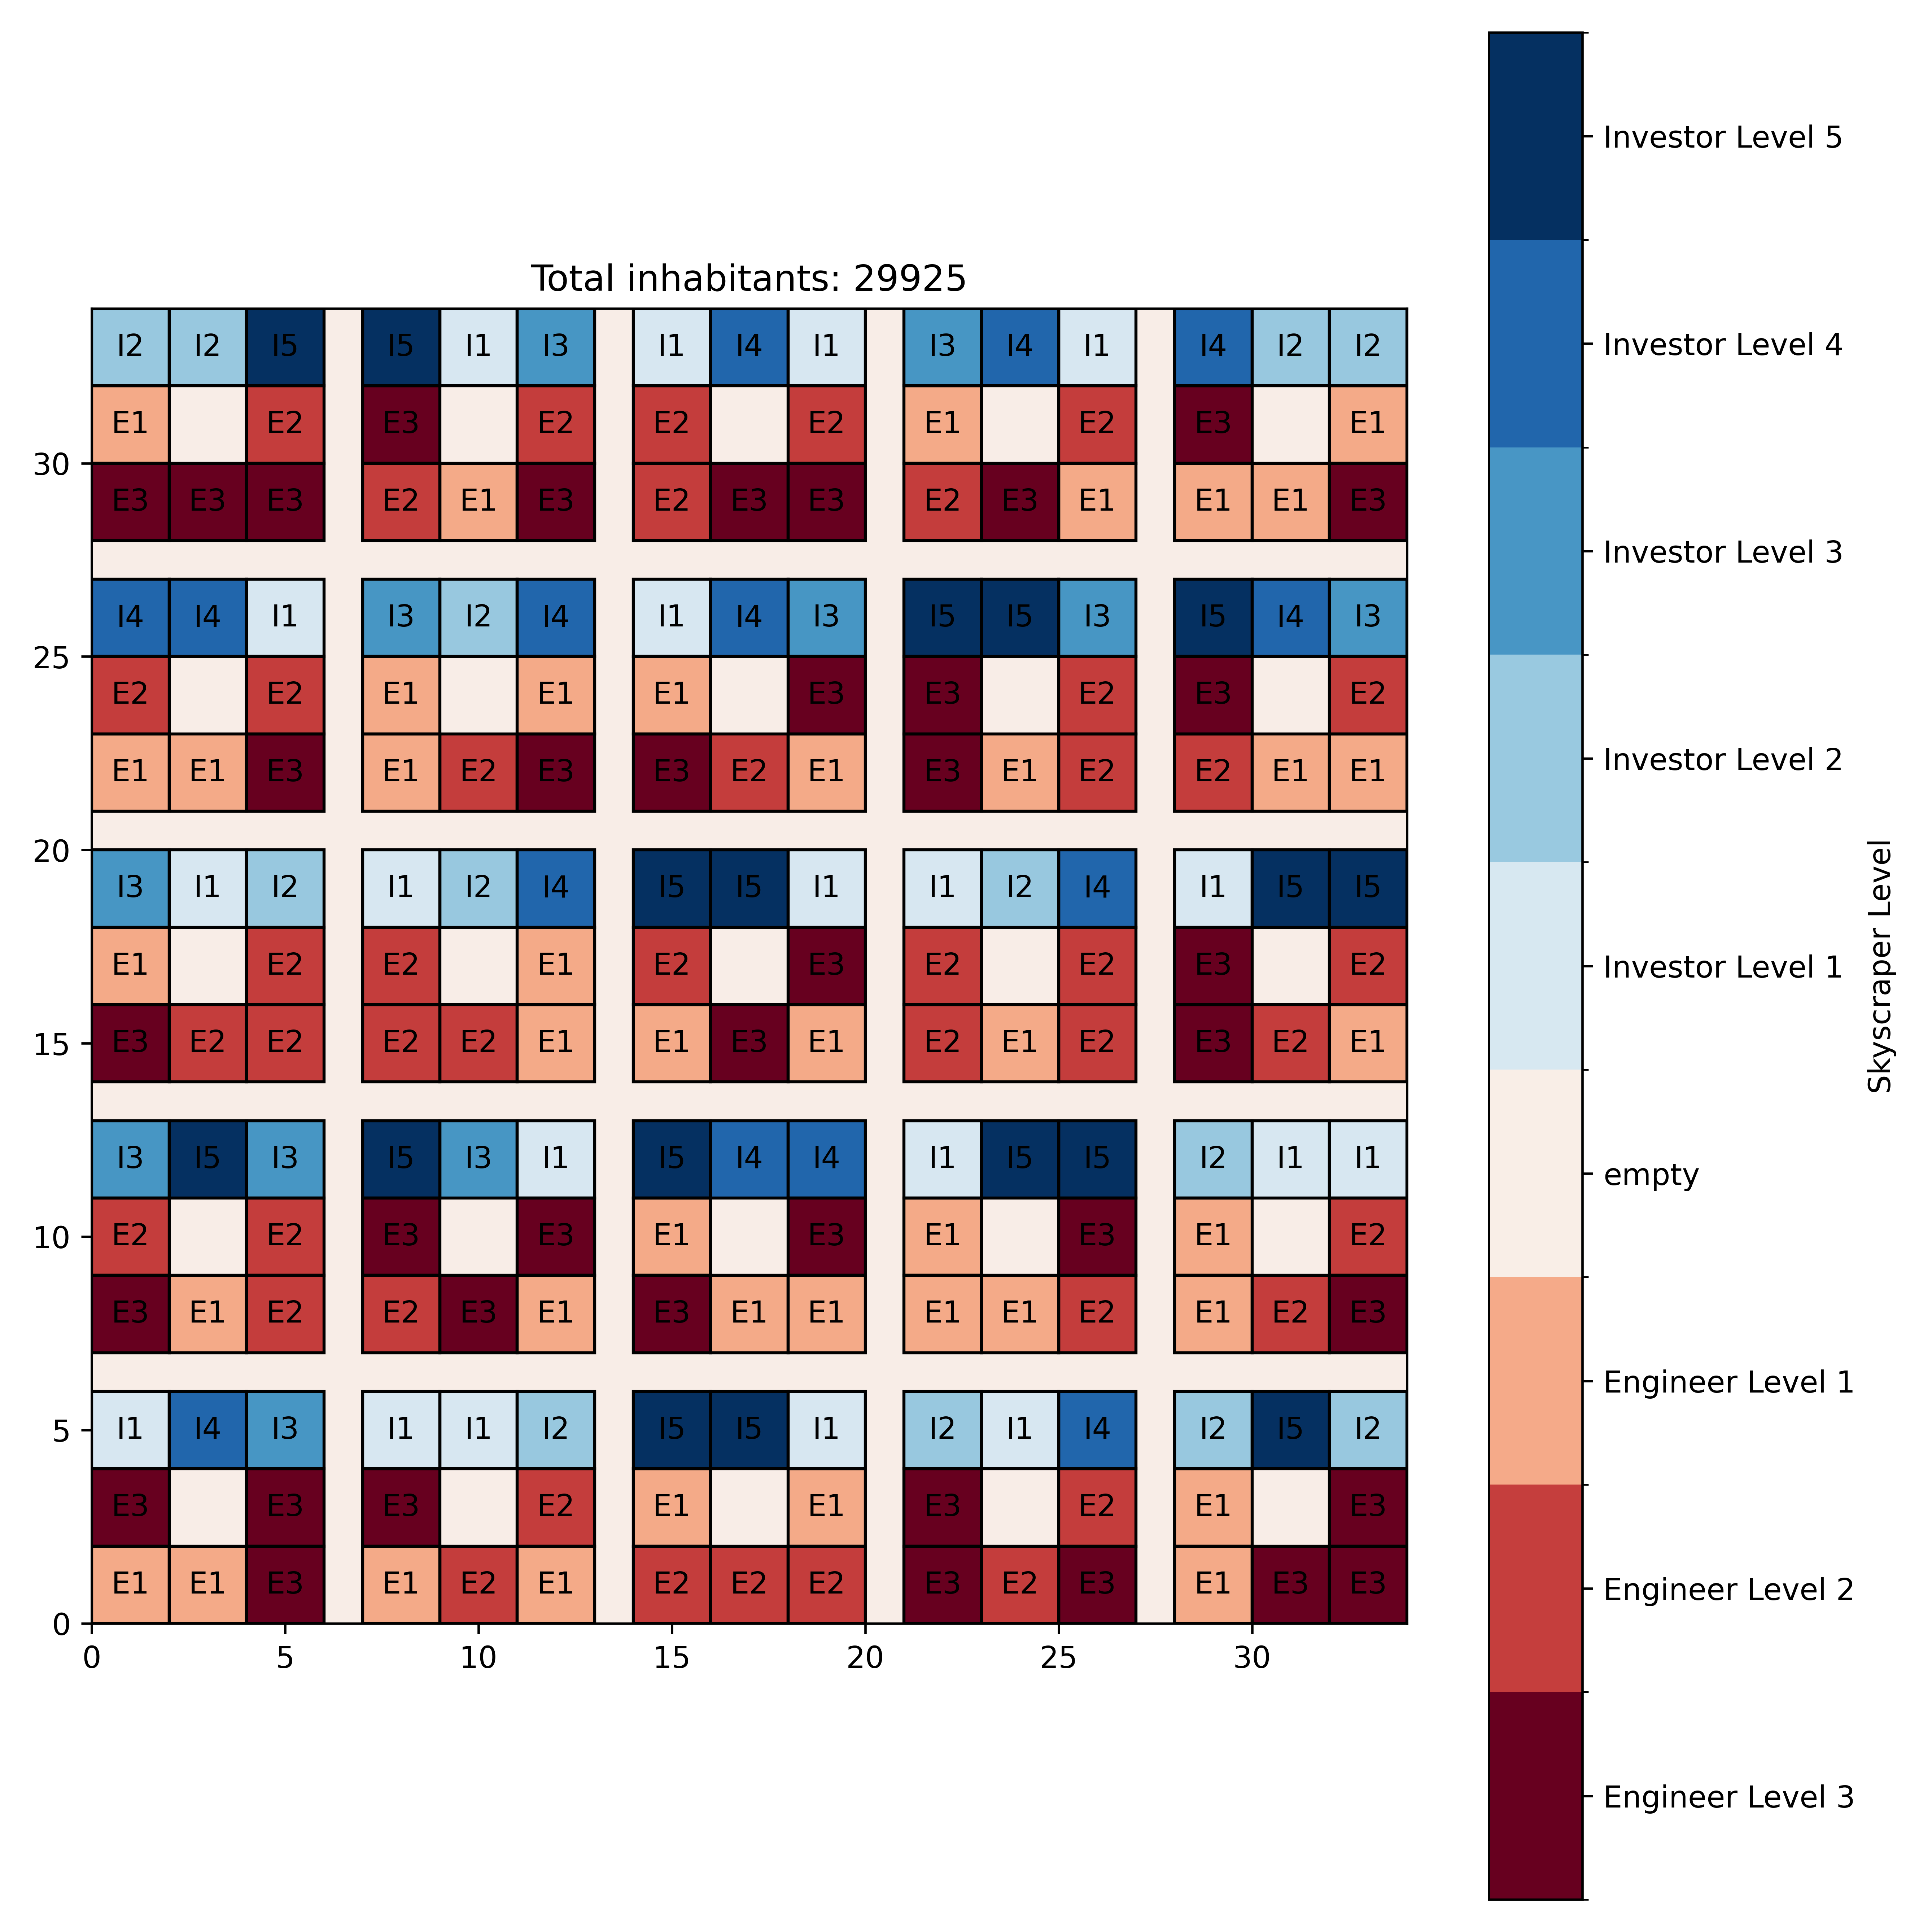 Total inhabitants: 29925
I2 I2 I5 I5 I1 I3 I1 I4 I1 I3 I4 I1 I4 I2 I2
E1 E2 E3 E2 E2 E2 E1 E2 E3 E1
30
E3 E3 E3 E2 E1 E3 E2 E3 E3 E2 E3 E1 E1 E1 E3
I4 I4 I1 I3 I2 I4 I1 I4 I3 I5 I5 I3 I5 I4 I3
25
E2 E2 E1 E1 E1 E3 E3 E2 E3 E2
E1 E1 E3 E1 E2 E3 E3 E2 E1 E3 E1 E2 E2 E1 E1
20
I3 I1 I2 I1 I2 I4 I5 I5 I1 I1 I2 I4 I1 I5 I5
E1 E2 E2 E1 E2 E3 E2 E2 E3 E2
15
E3 E2 E2 E2 E2 E1 E1 E3 E1 E2 E1 E2 E3 E2 E1
I3 I5 I3 I5 I3 I1 I5 I4 I4 I1 I5 I5 I2 I1 I1
10
E2 E2 E3 E3 E1 E3 E1 E3 E1 E2
E3 E1 E2 E2 E3 E1 E3 E1 E1 E1 E1 E2 E1 E2 E3
5
I1 I4 I3 I1 I1 I2 I5 I5 I1 I2 I1 I4 I2 I5 I2
E3 E3 E3 E2 E1 E1 E3 E2 E1 E3
E1 E1 E3 E1 E2 E1 E2 E2 E2 E3 E2 E3 E1 E3 E3
0
0 5 10 15 20 25 30
Investor Level 5
Investor Level 4
Investor Level 3
Investor Level 2
Investor Level 1
empty
Engineer Level 1
Engineer Level 2
Engineer Level 3
Skyscraper Level